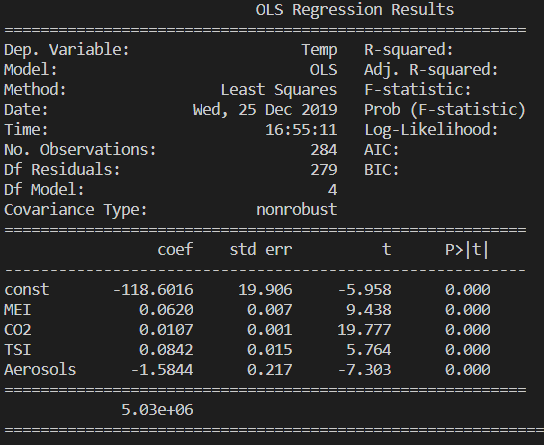 OLS Regression Results
==========================================================
Dep. Variable: Temp R-squared:
Model: OLS Adj. R-squared:
Method: Least Squares F-statistic:
Date: Wed, 25 Dec 2019 Prob (F-statistic)
Time: 16:55:11 Log-Likelihood:
No. Observations: 284 AIC:
Df Residuals: 279 BIC:
Df Model: 4
Covariance Type: nonrobust
==========================================================
coef std err t P>|t|
----------------------------------------------------------
const -118.6016 19.906 -5.958 0.000
MEI 0.0620 0.007 9.438 0.000
CO2 0.0107 0.001 19.777 0.000
TSI 0.0842 0.015 5.764 0.000
Aerosols -1.5844 0.217 -7.303 0.000
==========================================================
5.03e+06
============================================================